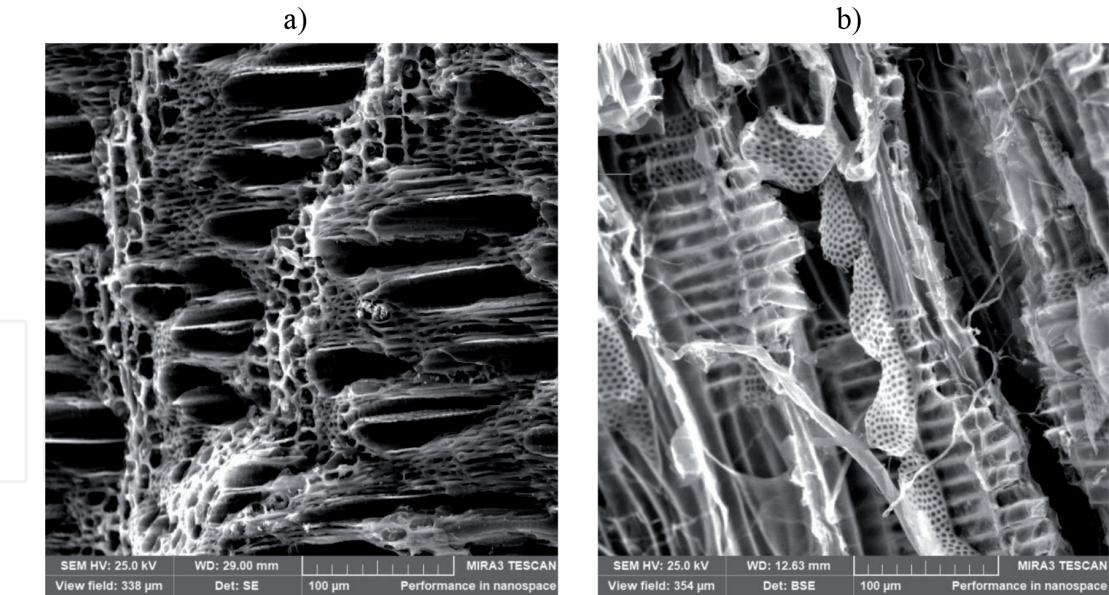 a)
b)
SEM HV: 25.0 kV WD: 29.00 mm MIRA3 TESCAN
View field: 338 µm Det: SE 100 µm Performance in nanospace
SEM HV: 25.0 kV WD: 12.63 mm MIRA3 TESCAN
View field: 354 µm Det: BSE 100 µm Performance in nanospace